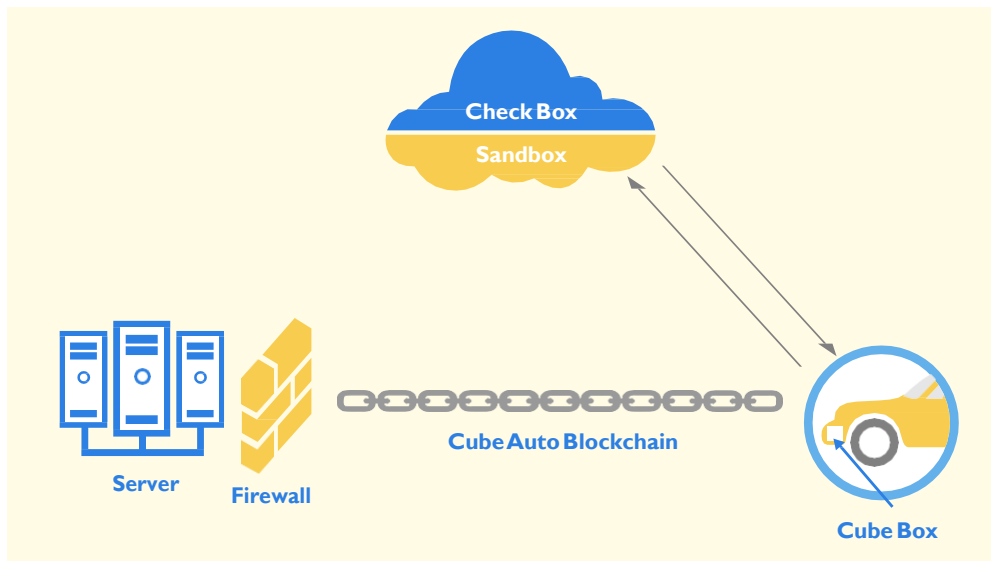 Check Box
Sandbox
Cube Auto Blockchain
Server
Firewall
Cube Box